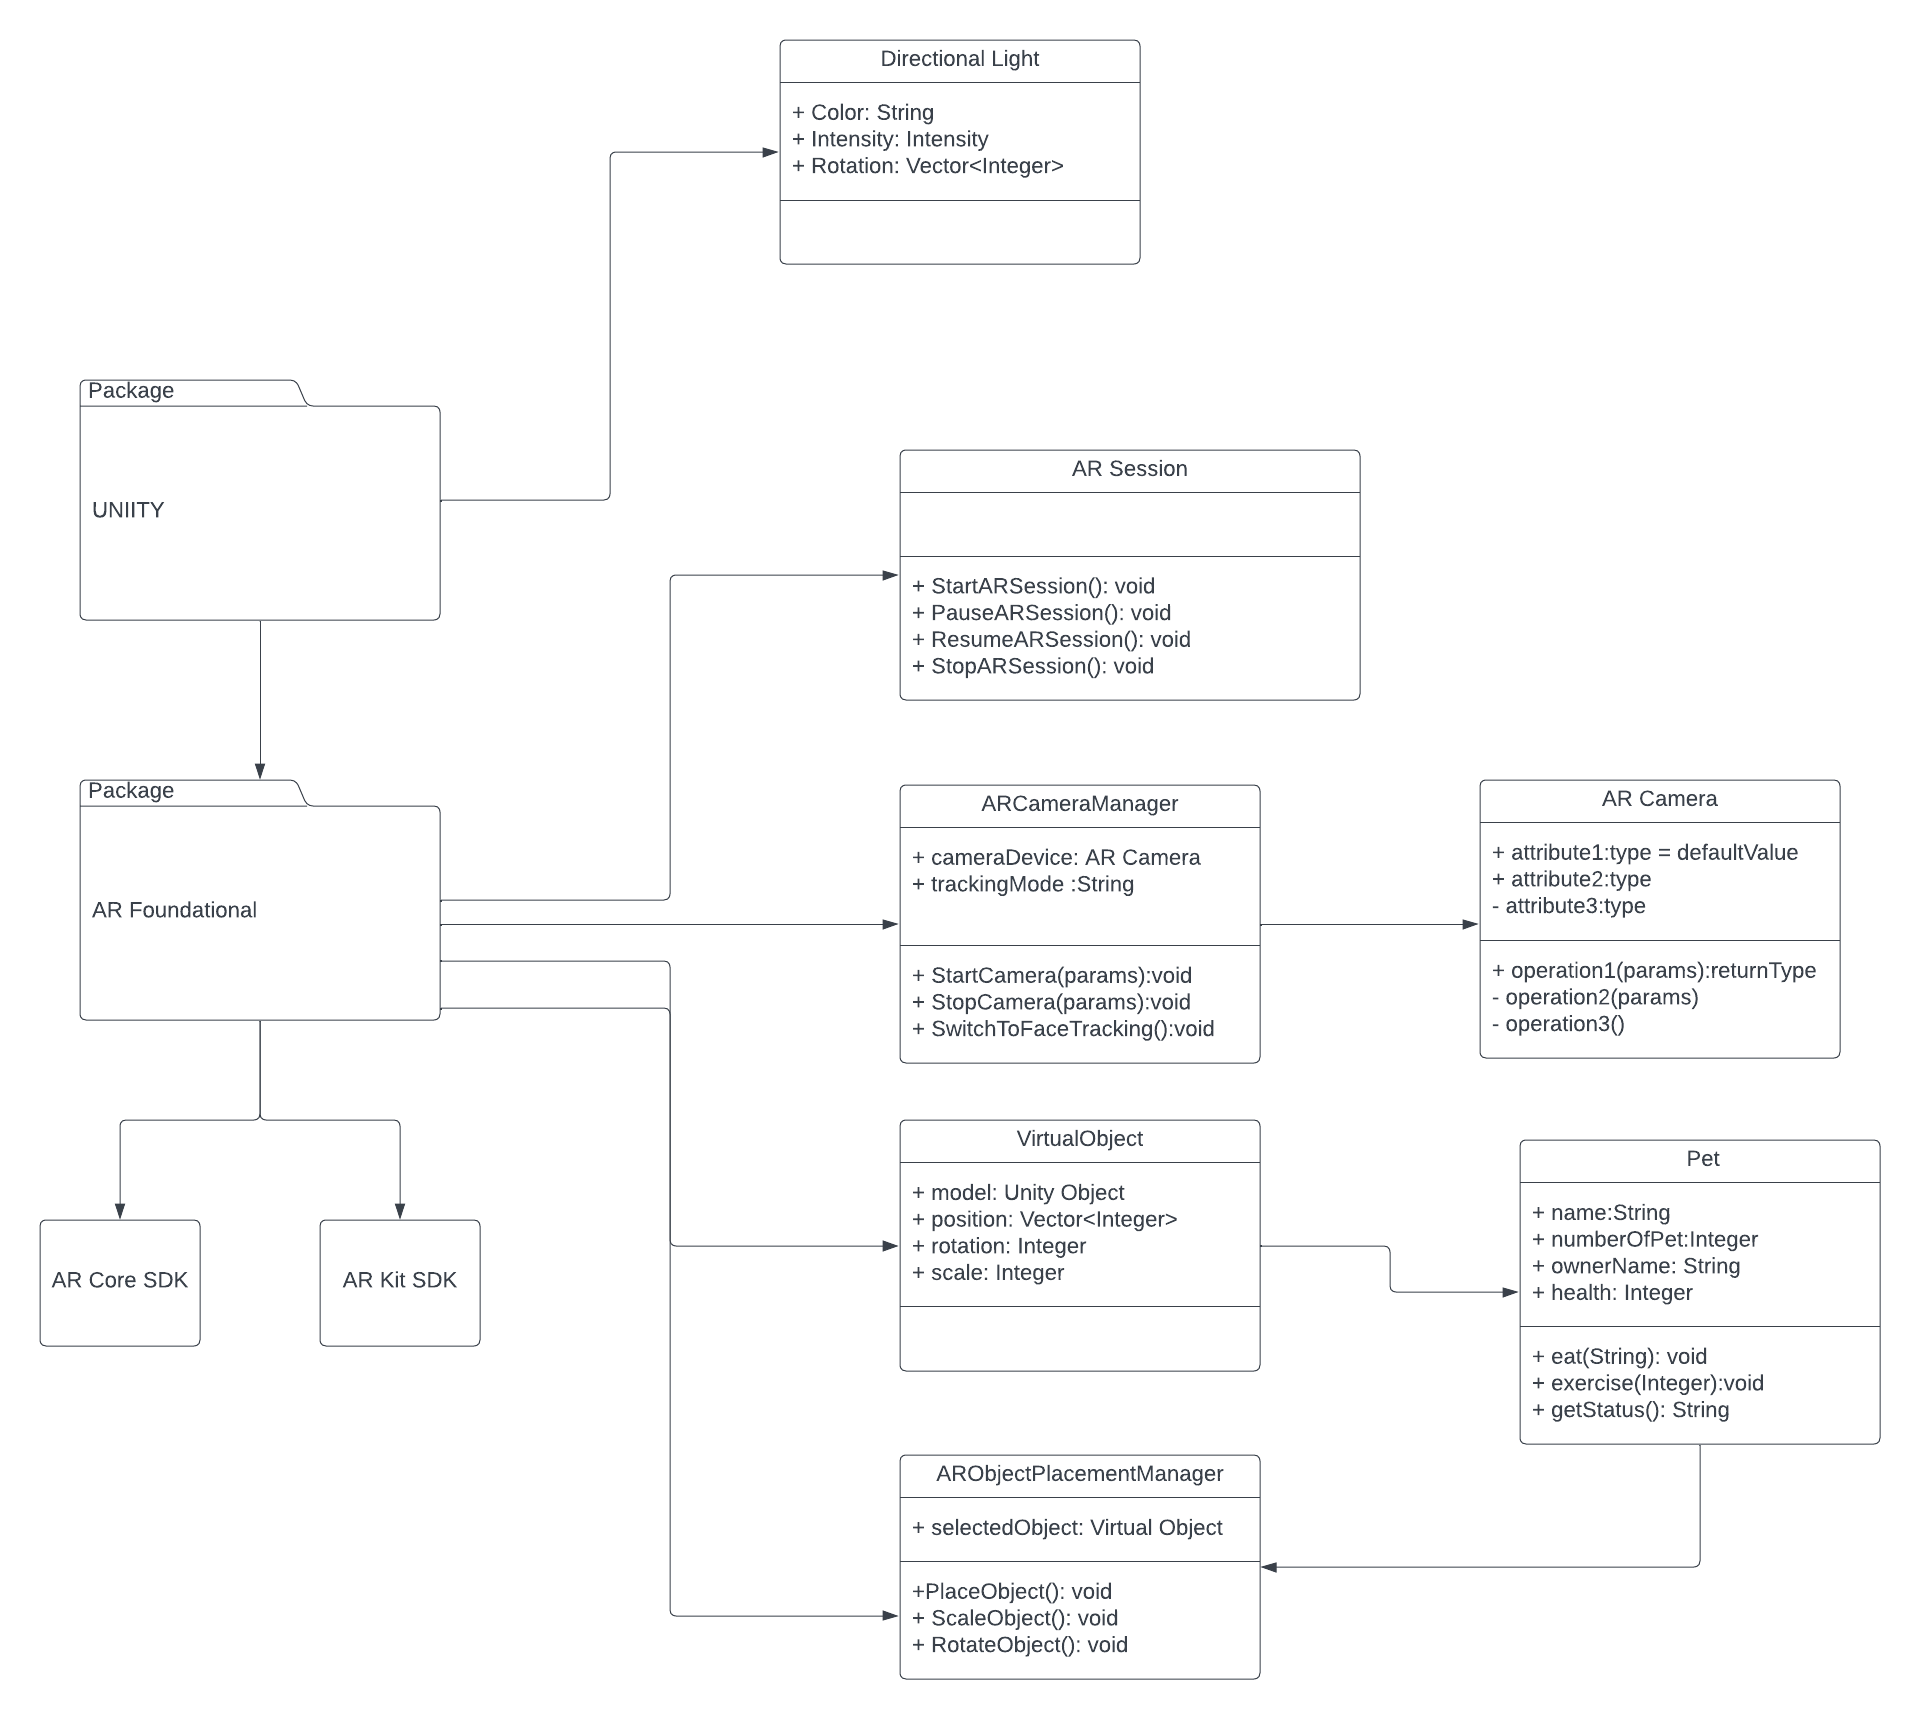 Directional Light
+ Color: String
+ Intensity: Intensity
+ Rotation: Vector<Integer>
Package
UNIITY
AR Session
+ StartARSession(): void
+ PauseARSession(): void
+ ResumeARSession(): void
+ StopARSession(): void
Package
AR Foundational
ARCameraManager
+ cameraDevice: AR Camera
+ trackingMode :String
+ StartCamera(params):void
+ StopCamera(params):void
+ SwitchToFaceTracking():void
AR Camera
+ attribute1:type = defaultValue
+ attribute2:type
- attribute3:type
+ operation1(params):returnType
- operation2(params)
- operation3()
AR Core SDK
AR Kit SDK
VirtualObject
+ model: Unity Object
+ position: Vector<Integer>
+ rotation: Integer
+ scale: Integer
Pet
+ name:String
+ numberOfPet:Integer
+ ownerName: String
+ health: Integer
+ eat(String): void
+ exercise(Integer):void
+ getStatus(): String
ARObjectPlacementManager
+ selectedObject: Virtual Object
+PlaceObject(): void
+ ScaleObject(): void
+ RotateObject(): void